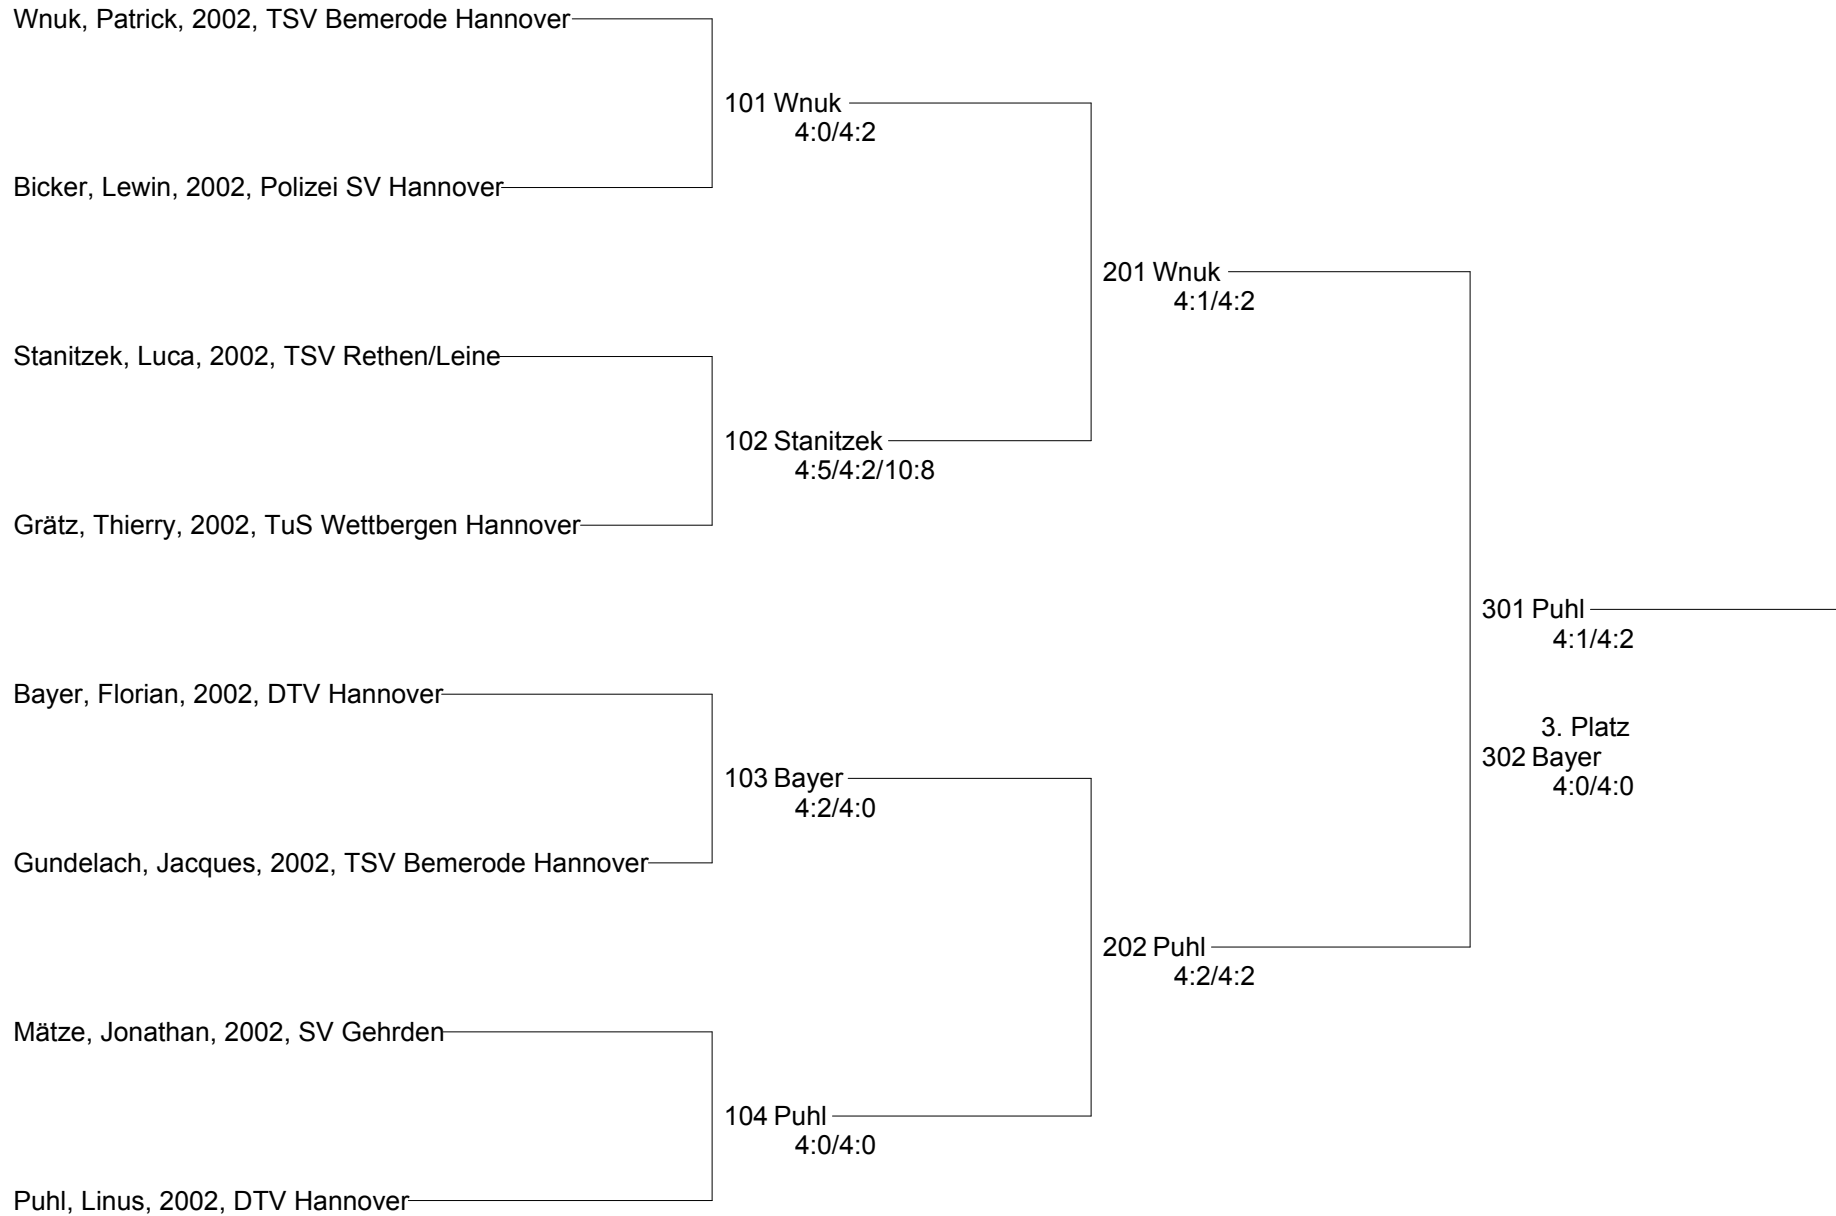 Wnuk, Patrick, 2002, TSV Bemerode Hannover
101 Wnuk
4:0/4:2
Bicker, Lewin, 2002, Polizei SV Hannover
201 Wnuk
4:1/4:2
Stanitzek, Luca, 2002, TSV Rethen/Leine
102 Stanitzek
4:5/4:2/10:8
Grätz, Thierry, 2002, TuS Wettbergen Hannover
301 Puhl
4:1/4:2
Bayer, Florian, 2002, DTV Hannover
3. Platz
302 Bayer
4:0/4:0
103 Bayer
4:2/4:0
Gundelach, Jacques, 2002, TSV Bemerode Hannover
202 Puhl
4:2/4:2
Mätze, Jonathan, 2002, SV Gehrden
104 Puhl
4:0/4:0
Puhl, Linus, 2002, DTV Hannover